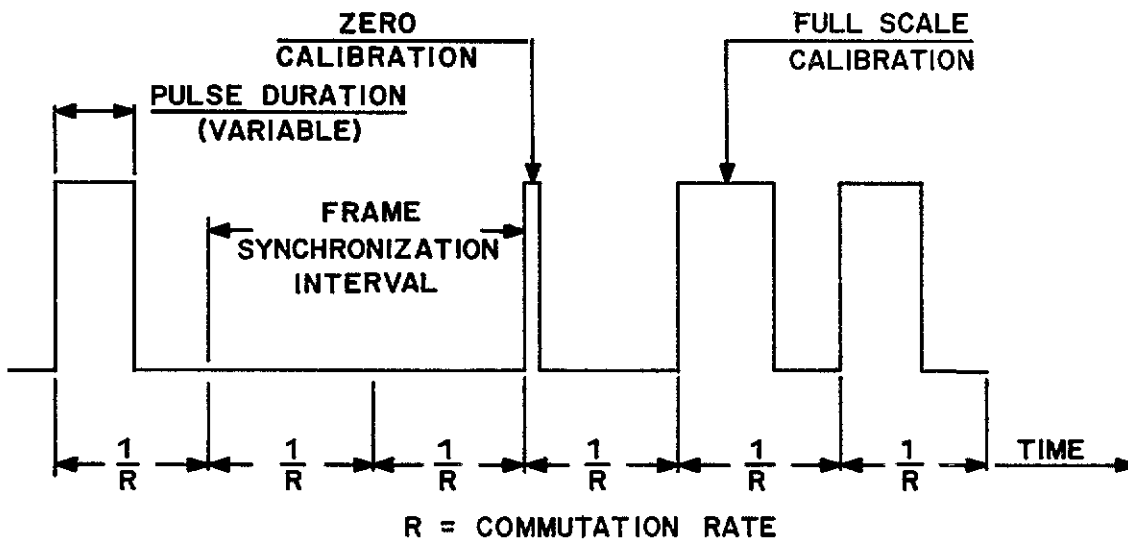 ZERO
CALIBRATION
FULL SCALE
CALIBRATION
PULSE DURATION
(VARIABLE)
FRAME
SYNCHRONIZATION
INTERVAL
1/R 1/R 1/R 1/R 1/R 1/R TIME
R = COMMUTATION RATE